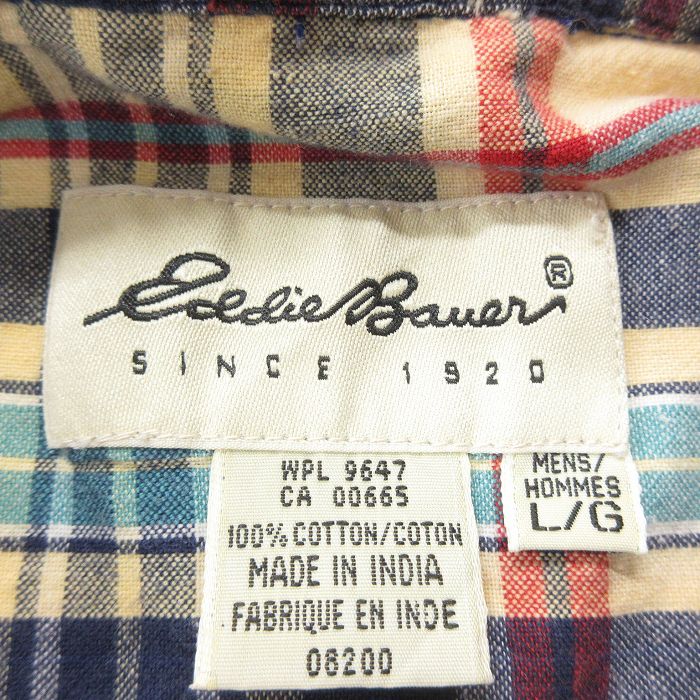 Eddie Bauer ®
SINCE 1920
WPL 9647
CA 00665
100% COTTON/COTON
MADE IN INDIA
FABRIQUE EN INDE
08200
MENS/
HOMMES
L/G